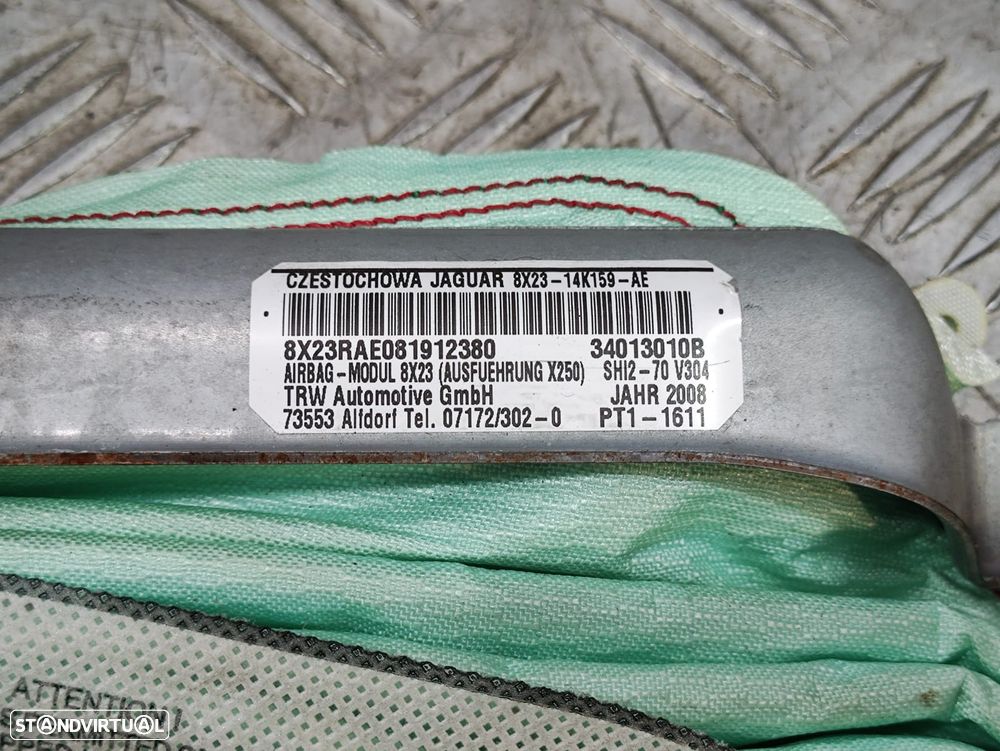 CZESTOCHOWA JAGUAR 8X23-14K159-AE
8X23RAE081912380 34013010B
AIRBAG-MODUL 8X23 (AUSFUEHRUNG X250) SHI2-70 V304
TRW Automotive GmbH JAHR 2008
73553 Alfdorf Tel. 07172/302-0 PT1-1611
ATTENTION !
STANDVIRTUAL